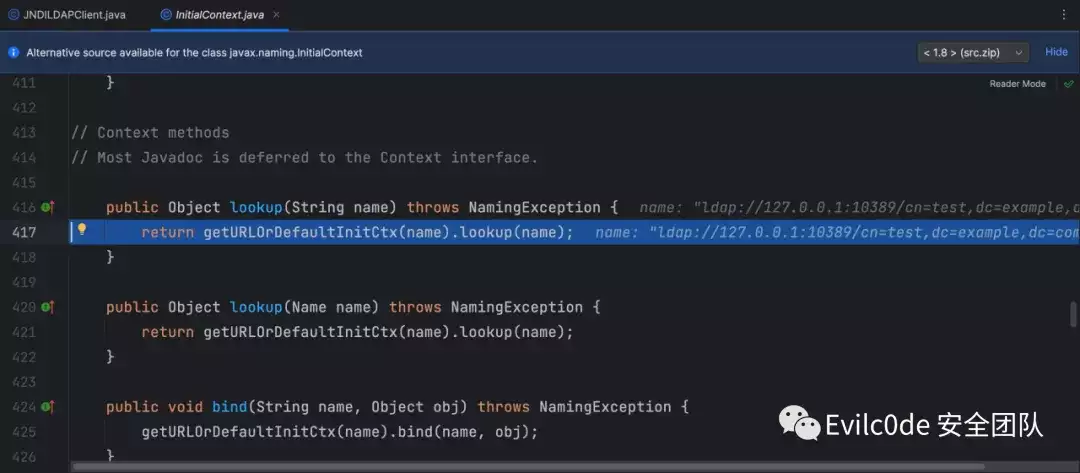 JNDILDAPClient.java InitialContext.java
Alternative source available for the class javax.naming.InitialContext < 1.8 > (src.zip) Hide
Reader Mode
411 }
412
413 // Context methods
414 // Most Javadoc is deferred to the Context interface.
415
416 public Object lookup(String name) throws NamingException { name: "ldap://127.0.0.1:10389/cn=test,dc=example,d
417 return getURLOrDefaultInitCtx(name).lookup(name); name: "ldap://127.0.0.1:10389/cn=test,dc=example,dc=com
418 }
419
420 public Object lookup(Name name) throws NamingException {
421 return getURLOrDefaultInitCtx(name).lookup(name);
422 }
423
424 public void bind(String name, Object obj) throws NamingException {
425 getURLOrDefaultInitCtx(name).bind(name, obj);
426 }
Evilc0de 安全团队